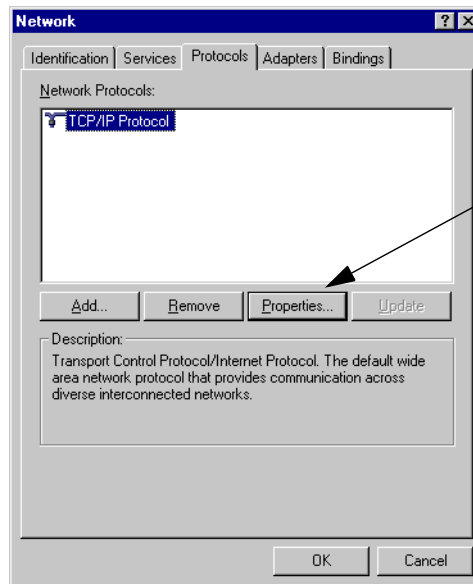 Network
Identification Services Protocols Adapters Bindings
Network Protocols:
TCP/IP Protocol
Add... Remove Properties... Update
Description:
Transport Control Protocol/Internet Protocol. The default wide
area network protocol that provides communication across
diverse interconnected networks.
OK Cancel